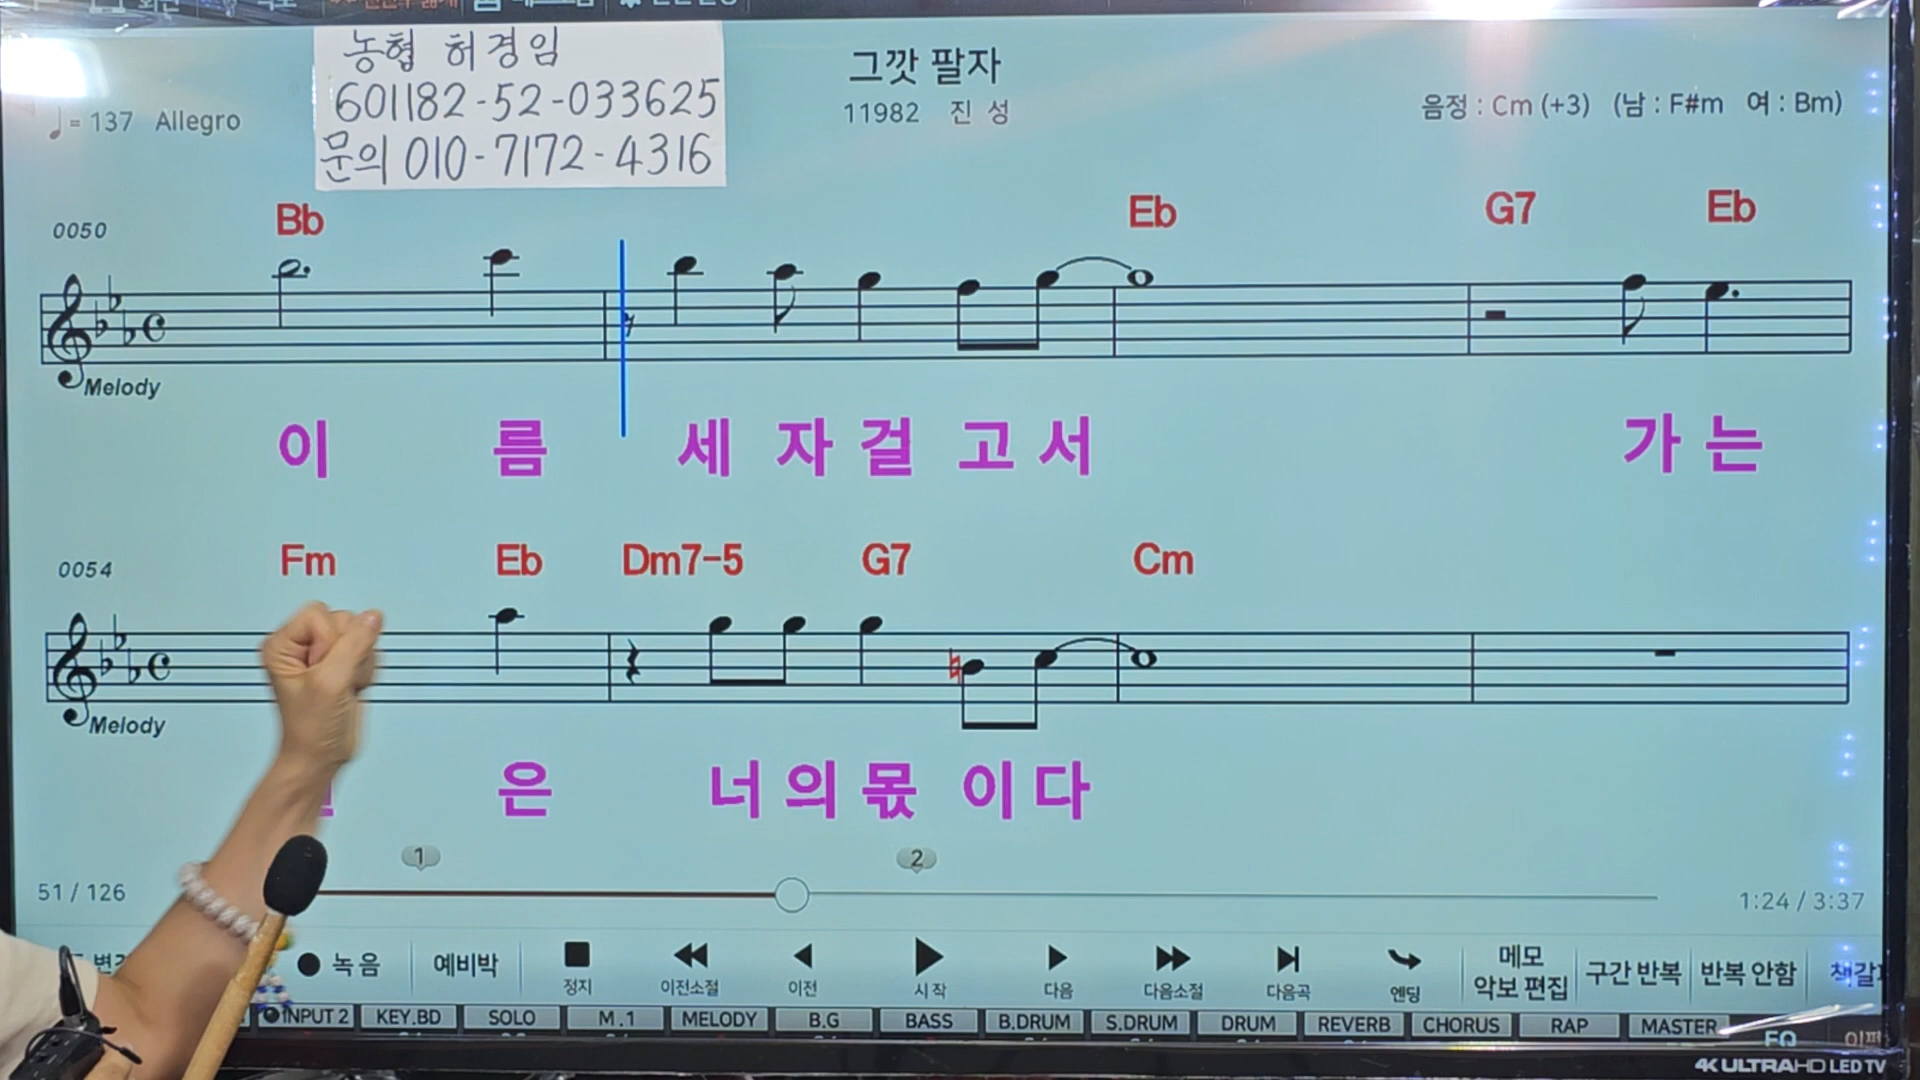 농협 허경임
601182-52-033625
문의 010-7172-4316
그깟 팔자
11982 진 성
= 137 Allegro
음정 : Cm (+3) (남 : F#m 여 : Bm)
0050
Bb Eb G7 Eb
Melody
이 름 세 자 걸 고 서 가 는
0054
Fm Eb Dm7-5 G7 Cm
Melody
은 너 의 몫 이 다
1 2
51 / 126
1:24 / 3:37
녹음 예비박 정지 이전소절 이전 시작 다음 다음소절 다음곡 엔딩 메모 악보 편집 구간 반복 반복 안함
INPUT 2 KEY.BD SOLO M.1 MELODY B.G BASS B.DRUM S.DRUM DRUM REVERB CHORUS RAP MASTER EQ
4K ULTRA HD LED TV